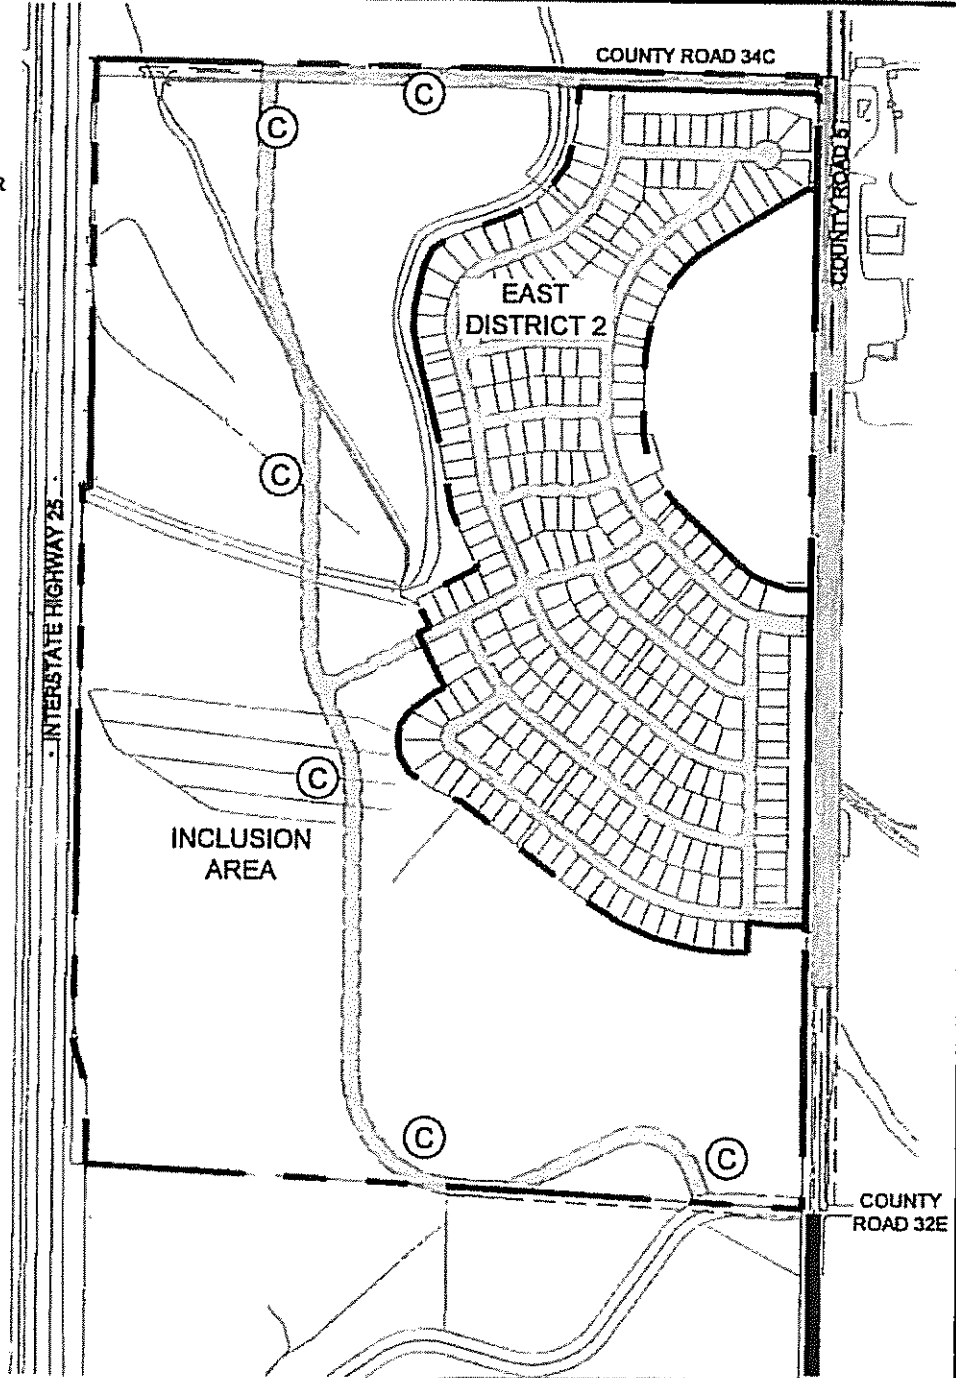 COUNTY ROAD 34C
C
C
R
COUNTY ROAD 5
EAST
DISTRICT 2
C
- INTERSTATE HIGHWAY 25 -
C
INCLUSION
AREA
C
C
COUNTY
ROAD 32E